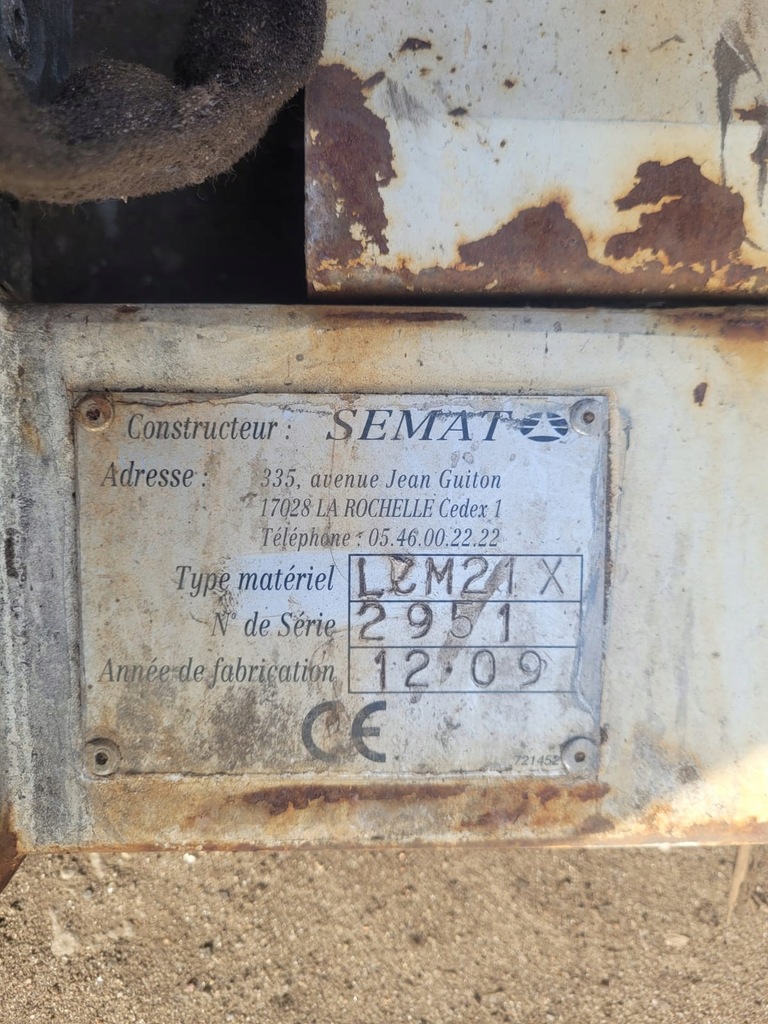 Constructeur : SEMAT
Adresse : 335, avenue Jean Guiton
17028 LA ROCHELLE Cedex 1
Téléphone : 05.46.00.22.22
Type matériel LCM21 X
N° de Série 2951
Année de fabrication 12.09
CE
721452